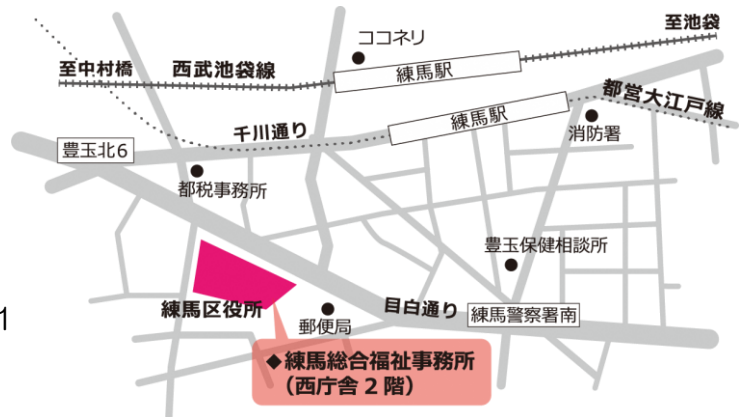 ココネリ
至池袋
至中村橋
西武池袋線
練馬駅
都営大江戸線
練馬駅
千川通り
消防署
豊玉北6
都税事務所
豊玉保健相談所
練馬区役所
目白通り
練馬警察署南
郵便局
1
◆練馬総合福祉事務所
（西庁舎2階）